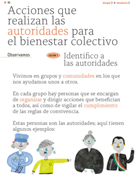 Acciones que
realizan las
autoridades para
el bienestar colectivo
Observamos
Identifico a
las autoridades
Vivimos en grupos y comunidades en los que
nos ayudamos unos a otros.
En cada grupo hay personas que se encargan
de organizar y dirigir acciones que benefician
a todos, así como de vigilar el cumplimiento
de las reglas de convivencia.
Estas personas son las autoridades, aquí tienen
algunos ejemplos: